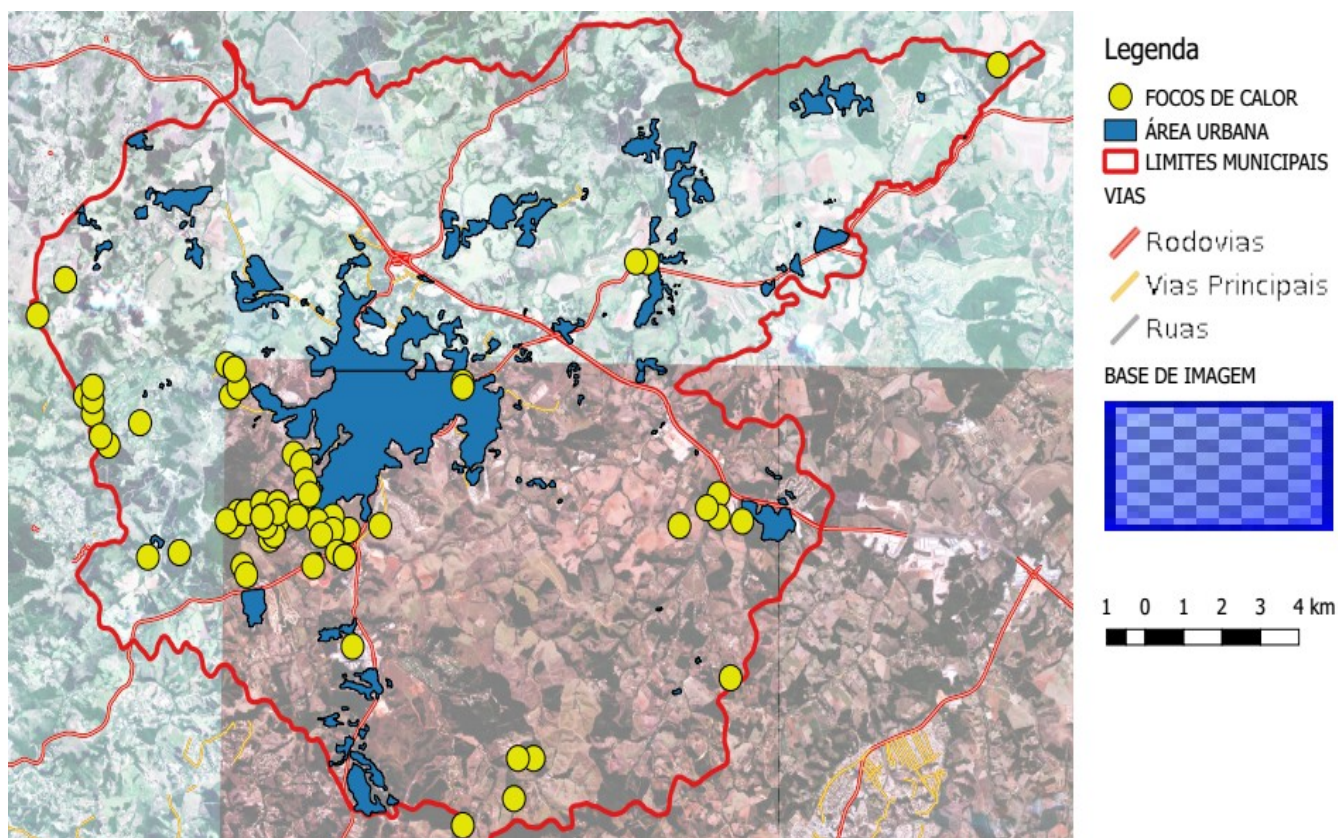 Legenda
FOCOS DE CALOR
ÁREA URBANA
LIMITES MUNICIPAIS
VIAS
Rodovias
Vias Principais
Ruas
BASE DE IMAGEM
1 0 1 2 3 4 km